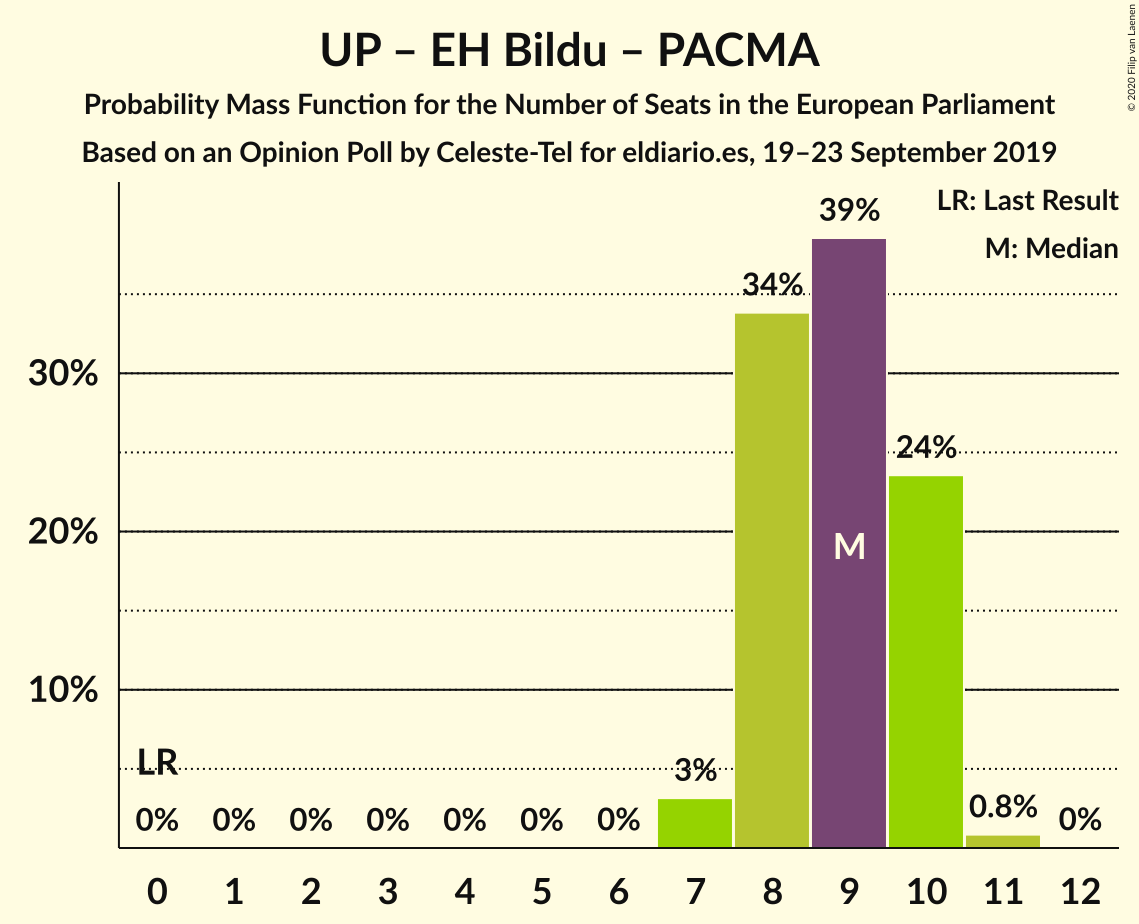 UP – EH Bildu – PACMA
Probability Mass Function for the Number of Seats in the European Parliament
Based on an Opinion Poll by Celeste-Tel for eldiario.es, 19–23 September 2019
© 2020 Filip van Laenen
LR: Last Result
M: Median
39%
34%
30%
24%
20%
M
10%
LR
3%
0% 0% 0% 0% 0% 0% 0% 0.8% 0%
0 1 2 3 4 5 6 7 8 9 10 11 12